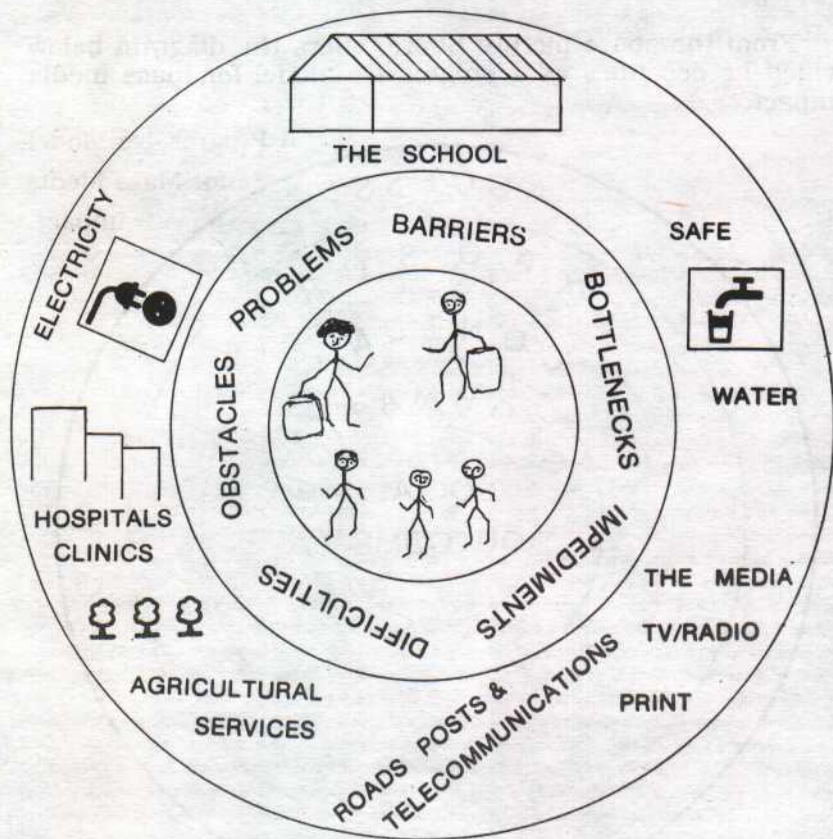 THE SCHOOL
ELECTRICITY
PROBLEMS
BARRIERS
SAFE
BOTTLENECKS
WATER
OBSTACLES
HOSPITALS
CLINICS
IMPEDIMENTS
DIFFICULTIES
THE MEDIA
TV/RADIO
PRINT
AGRICULTURAL
SERVICES
ROADS POSTS &
TELECOMMUNICATIONS